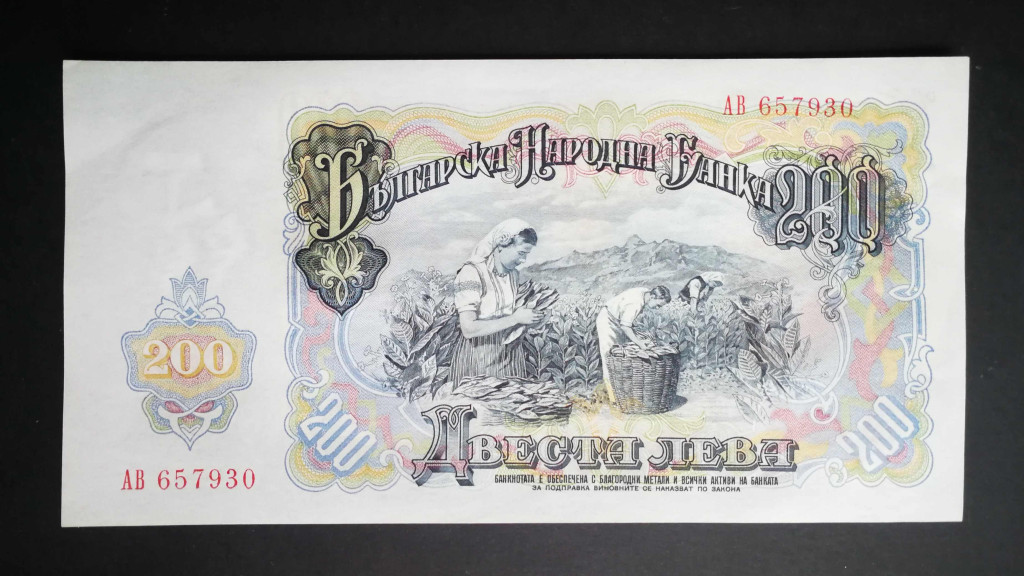 АВ 657930
Българска Народна Банка
200
200
200
200
Двеста лева
БАНКНОТАТА Е ОБЕЗПЕЧЕНА С БЛАГОРОДНИ МЕТАЛИ И ВСИЧКИ АКТИВИ НА БАНКАТА
ЗА ПОДПРАВКА ВИНОВНИТЕ СЕ НАКАЗВАТ ПО ЗАКОНА
АВ 657930